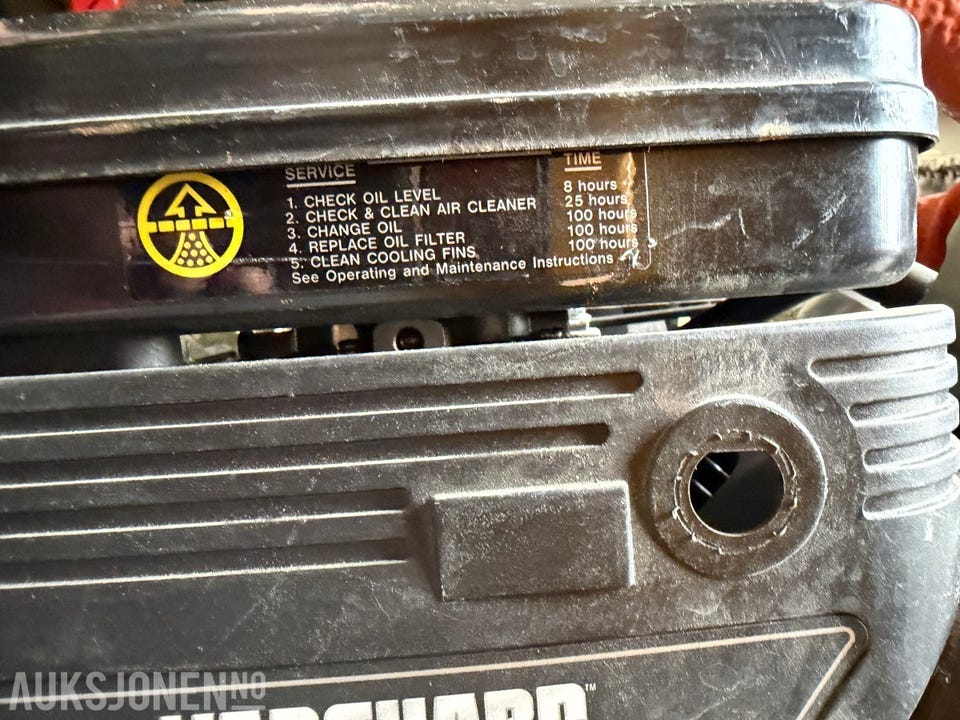 SERVICE TIME
1. CHECK OIL LEVEL 8 hours
2. CHECK & CLEAN AIR CLEANER 25 hours
3. CHANGE OIL 100 hours
4. REPLACE OIL FILTER 100 hours
5. CLEAN COOLING FINS 100 hours
See Operating and Maintenance Instructions
VANGUARD™
AUKSJONEN.NO